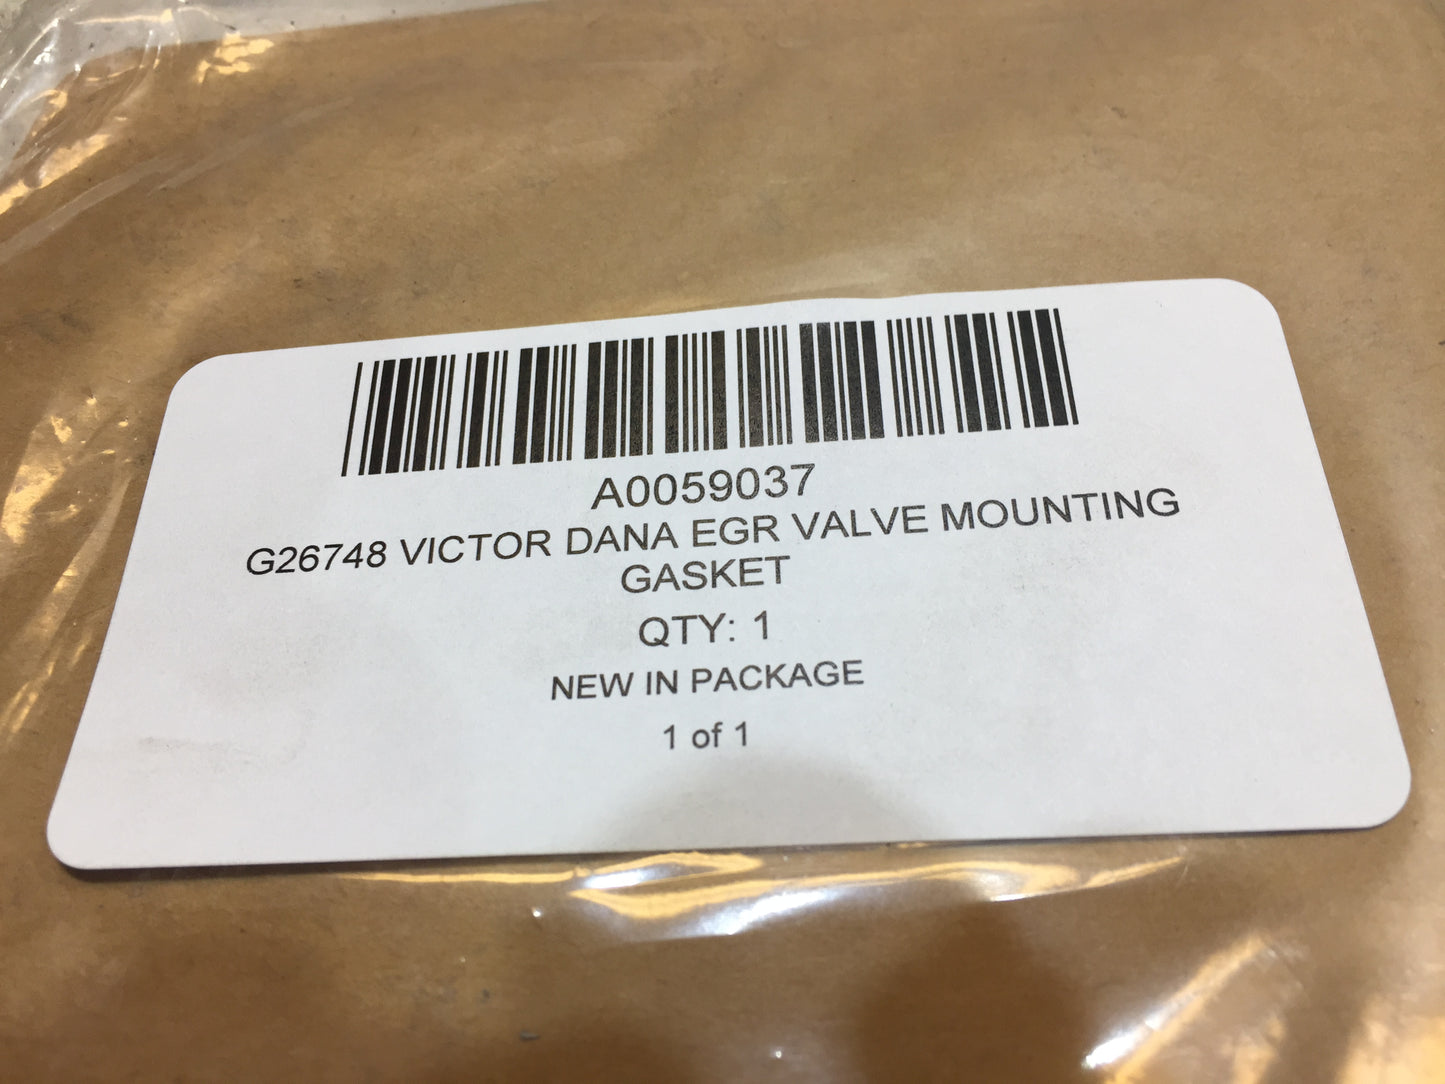 A0059037
G26748 VICTOR DANA EGR VALVE MOUNTING
GASKET
QTY: 1
NEW IN PACKAGE
1 of 1